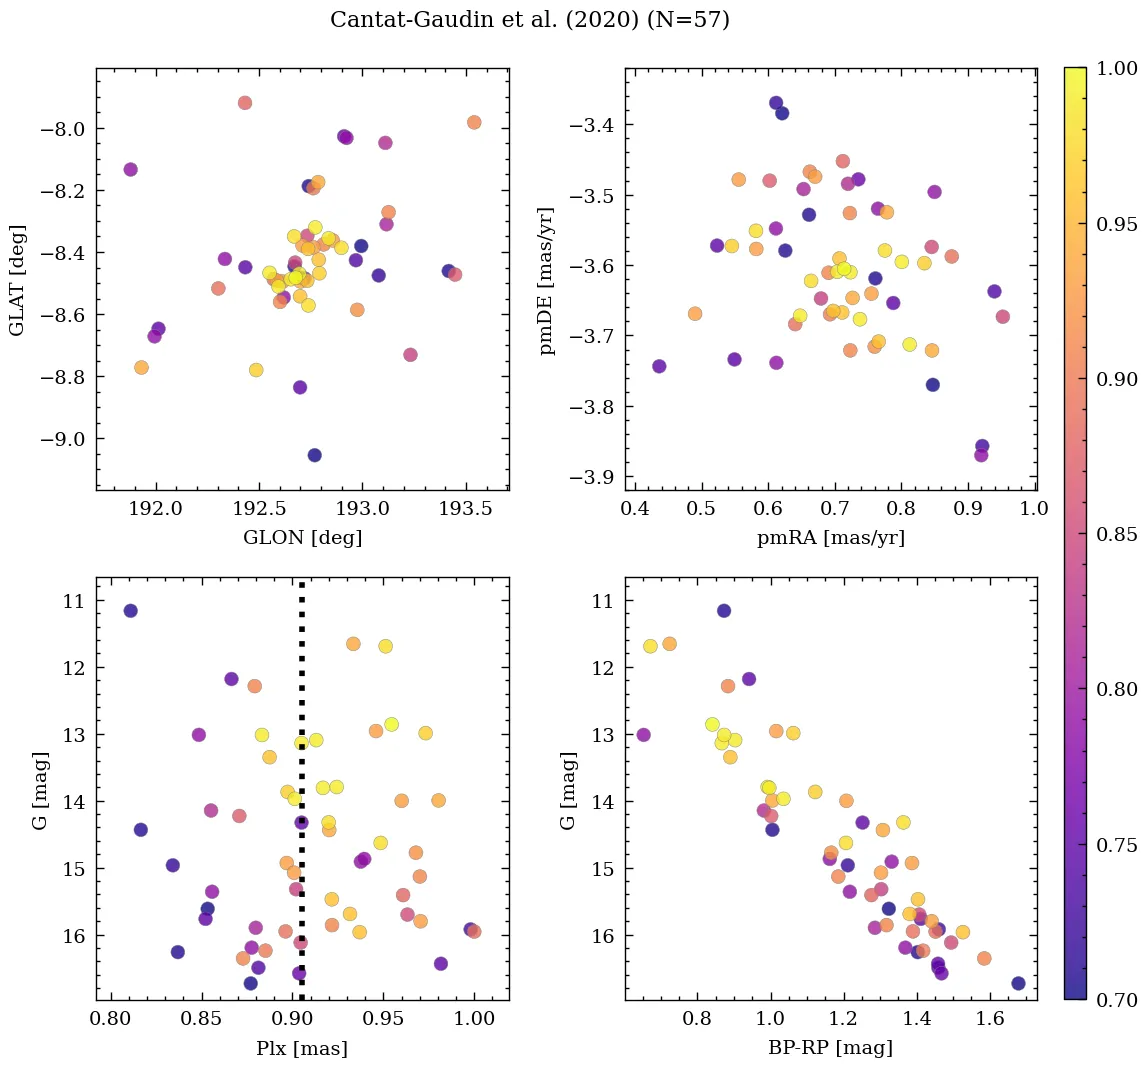 Cantat-Gaudin et al. (2020) (N=57)
−8.0
−8.2
−8.4
−8.6
−8.8
−9.0
GLAT [deg]
192.0 192.5 193.0 193.5
GLON [deg]
−3.4
−3.5
−3.6
−3.7
−3.8
−3.9
pmDE [mas/yr]
0.4 0.5 0.6 0.7 0.8 0.9 1.0
pmRA [mas/yr]
11
12
13
14
15
16
G [mag]
0.80 0.85 0.90 0.95 1.00
Plx [mas]
11
12
13
14
15
16
G [mag]
0.8 1.0 1.2 1.4 1.6
BP-RP [mag]
1.00
0.95
0.90
0.85
0.80
0.75
0.70